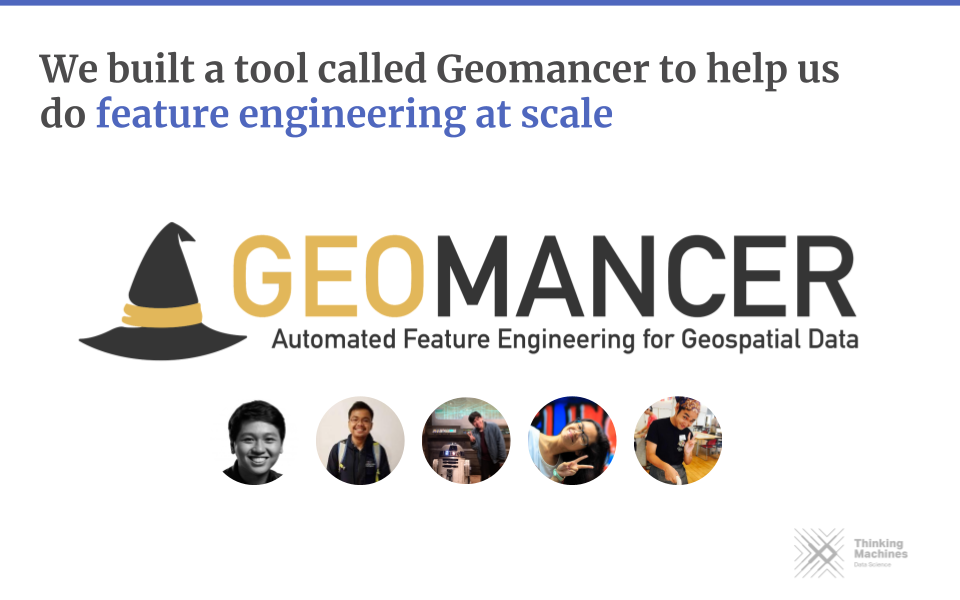 We built a tool called Geomancer to help us
do feature engineering at scale
GEOMANCER
Automated Feature Engineering for Geospatial Data
Thinking
Machines
Data Science